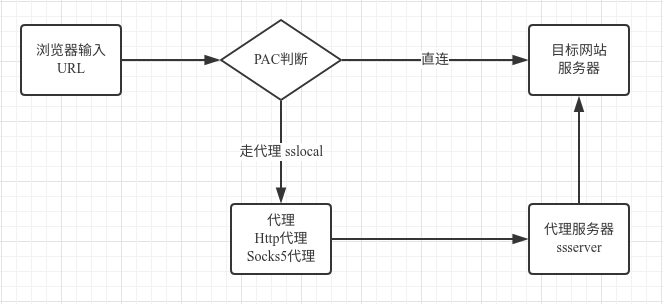 浏览器输入
URL
PAC判断
直连
目标网站
服务器
走代理 sslocal
代理
Http代理
Socks5代理
代理服务器
ssserver